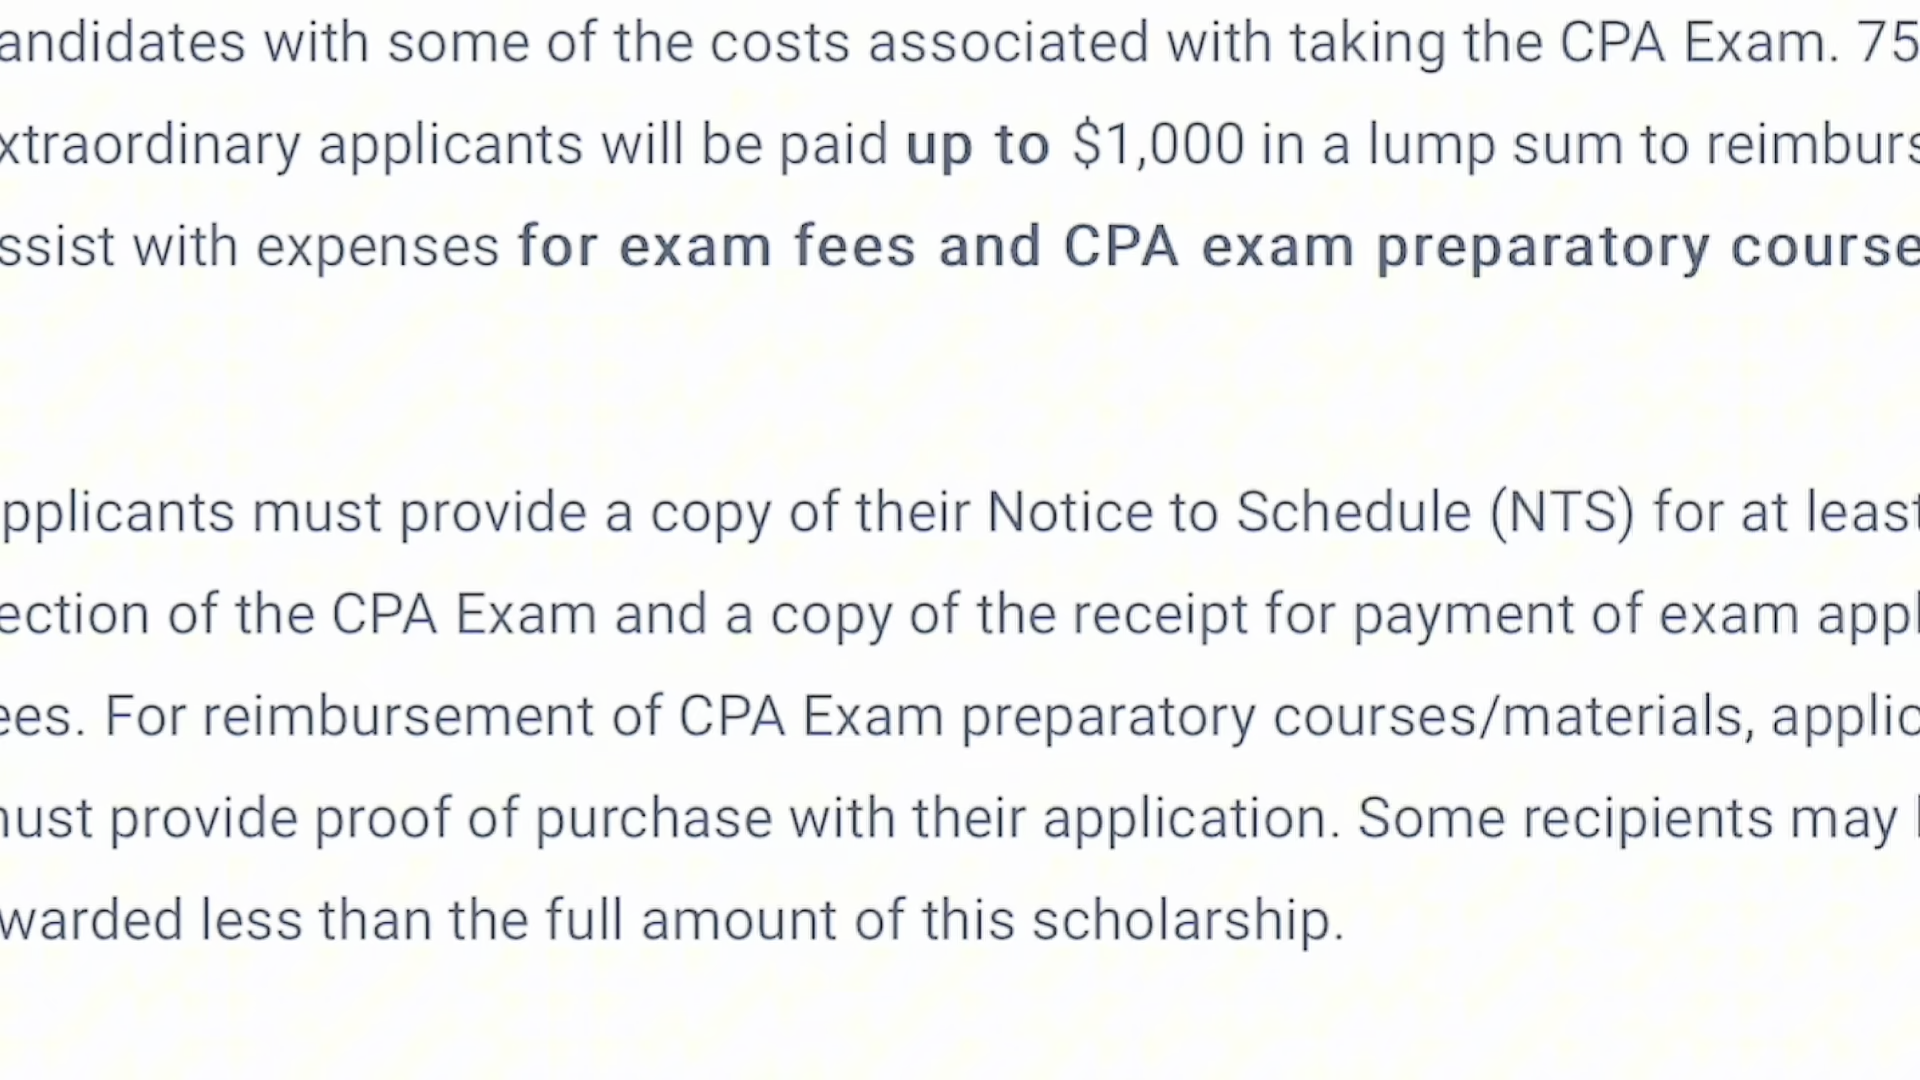 andidates with some of the costs associated with taking the CPA Exam. 75
xtraordinary applicants will be paid up to $1,000 in a lump sum to reimburs
ssist with expenses for exam fees and CPA exam preparatory course
pplicants must provide a copy of their Notice to Schedule (NTS) for at least
ection of the CPA Exam and a copy of the receipt for payment of exam appl
ees. For reimbursement of CPA Exam preparatory courses/materials, applic
must provide proof of purchase with their application. Some recipients may
warded less than the full amount of this scholarship.